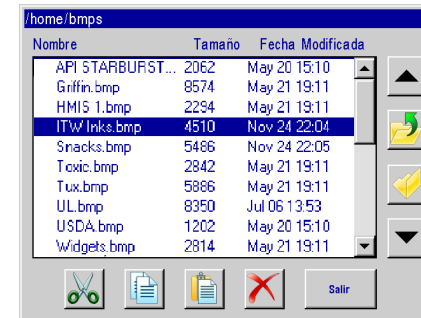 /home/bmps
Nombre Tamaño Fecha Modificada
API STARBURST... 2062 May 20 15:10
Griffin.bmp 8574 May 21 19:11
HMIS 1.bmp 2294 May 21 19:11
ITW Inks.bmp 4510 Nov 24 22:04
Snacks.bmp 5486 Nov 24 22:05
Toxic.bmp 2842 May 21 19:11
Tux.bmp 5886 May 21 19:11
UL.bmp 8350 Jul 06 13:53
USDA.bmp 1202 May 20 15:10
Widgets.bmp 2814 May 21 19:11
Salir